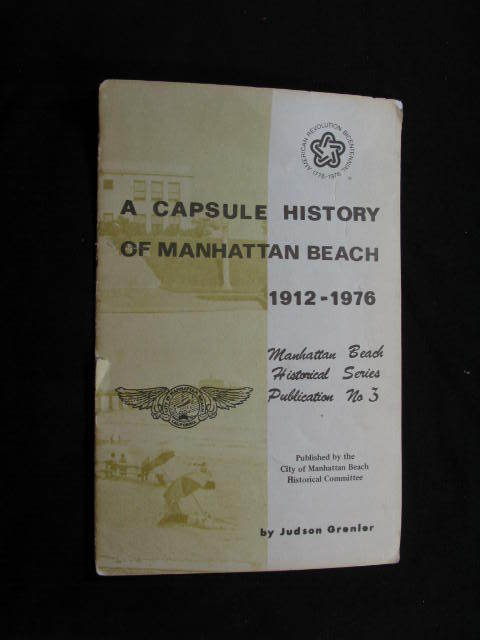 AMERICAN REVOLUTION BICENTENNIAL
1776-1976
A CAPSULE HISTORY
OF MANHATTAN BEACH
1912-1976
Manhattan Beach
Historical Series
Publication No 3
CALIFORNIA
Published by the
City of Manhattan Beach
Historical Committee
by Judson Grenier